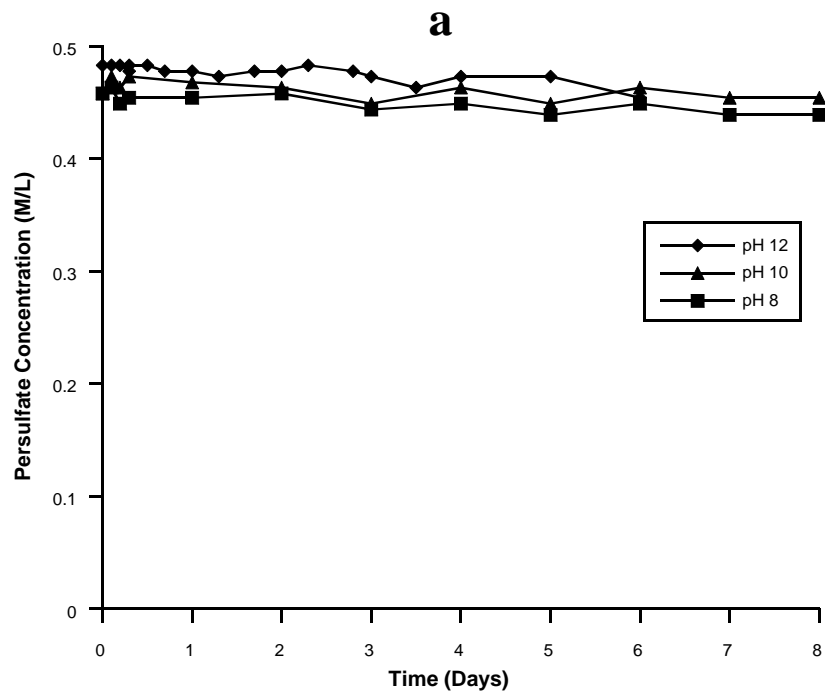 a
0.5
0.4
0.3
0.2
0.1
0
Persulfate Concentration (M/L)
pH 12
pH 10
pH 8
0 1 2 3 4 5 6 7 8
Time (Days)